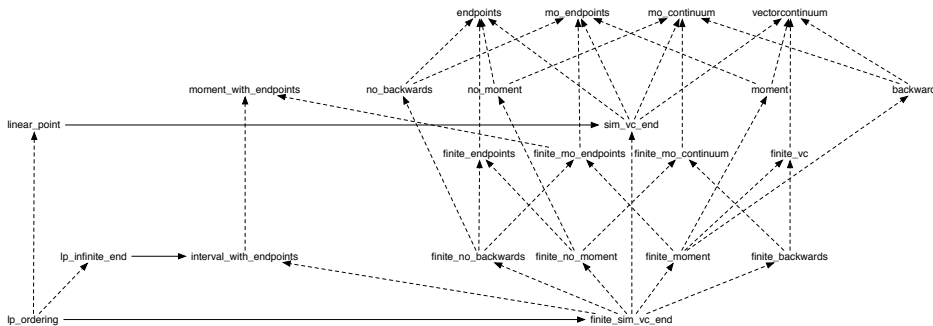 endpoints mo_endpoints mo_continuum vectorcontinuum
moment_with_endpoints no_backwards no_moment moment backward
linear_point sim_vc_end
finite_endpoints finite_mo_endpoints finite_mo_continuum finite_vc
lp_infinite_end interval_with_endpoints finite_no_backwards finite_no_moment finite_moment finite_backwards
lp_ordering finite_sim_vc_end